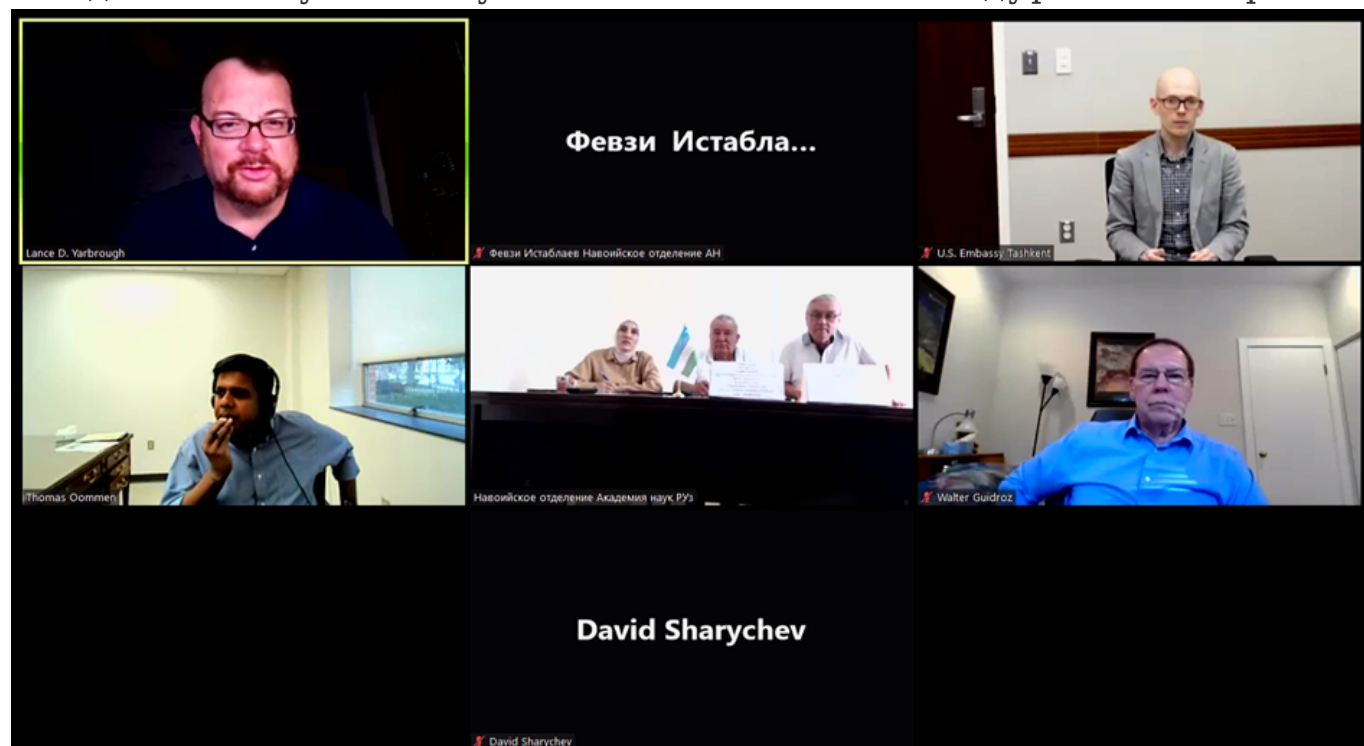 Lance D. Yarbrough
Февзи Истабла...
Февзи Истаблаев Навоийское отделение АН
U.S. Embassy Tashkent
Thomas Oommen
Навоийское отделение Академия наук РУз
Walter Guidroz
David Sharychev
David Sharychev